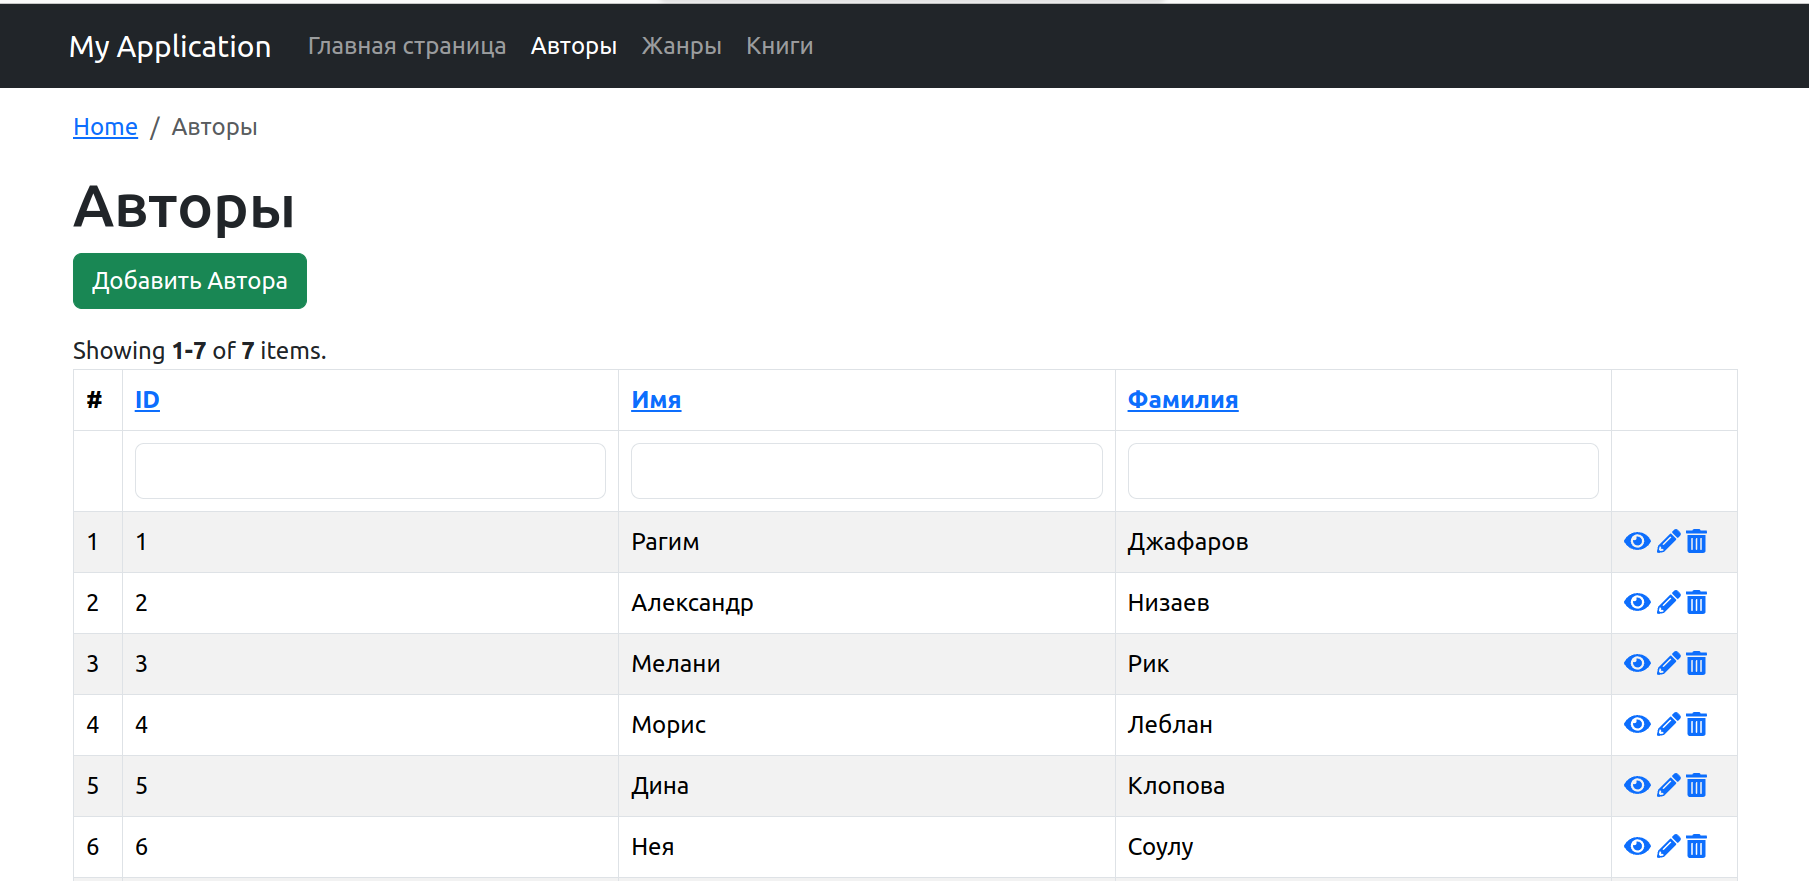 My Application Главная страница Авторы Жанры Книги
Home / Авторы
Авторы
Добавить Автора
Showing 1-7 of 7 items.
# ID Имя Фамилия
1 1 Рагим Джафаров
2 2 Александр Низаев
3 3 Мелани Рик
4 4 Морис Леблан
5 5 Дина Клопова
6 6 Нея Соулу